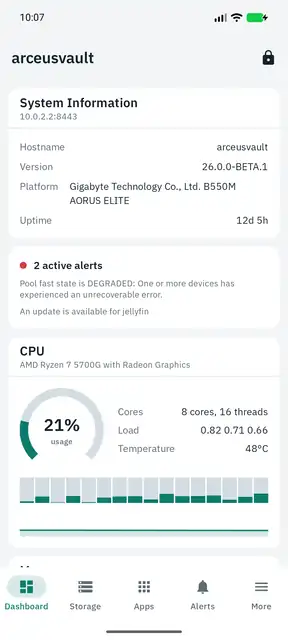 10:07
arceusvault
System Information
10.0.2.2:8443
Hostname arceusvault
Version 26.0.0-BETA.1
Platform Gigabyte Technology Co., Ltd. B550M
AORUS ELITE
Uptime 12d 5h
2 active alerts
Pool fast state is DEGRADED: One or more devices has
experienced an unrecoverable error.
An update is available for jellyfin
CPU
AMD Ryzen 7 5700G with Radeon Graphics
21%
usage
Cores 8 cores, 16 threads
Load 0.82 0.71 0.66
Temperature 48°C
Dashboard Storage Apps Alerts More